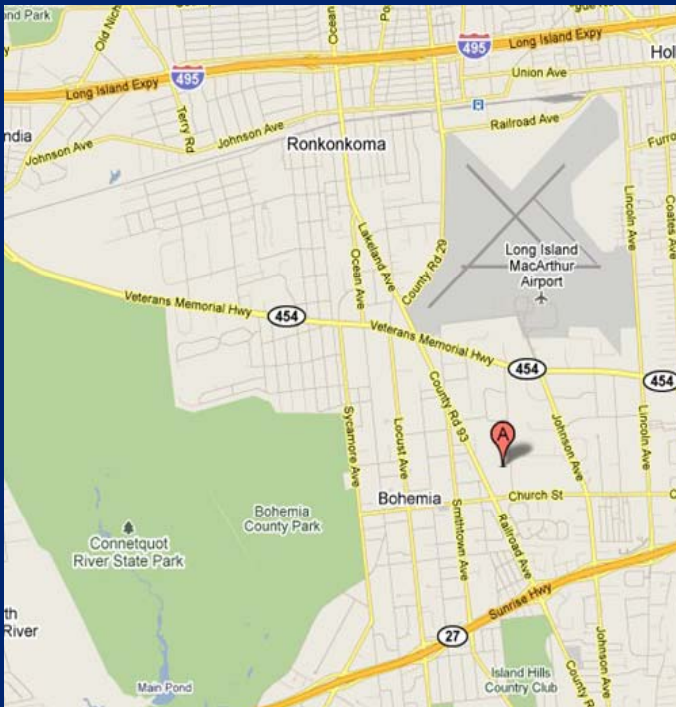 ond Park
Old Nich
Ocean
Po
495
Long Island Expy
Hol
y
495
Union Ave
Long Island Expy
Terry Rd
Johnson Ave
Railroad Ave
ndia
Ronkonkoma
Furro
Johnson Ave
Lincoln Ave
Coates Ave
Lakeland Ave
Ocean Ave
County Rd 29
Long Island
MacArthur
Airport
Veterans Memorial Hwy
454
Veterans Memorial Hwy
454
454
County Rd 93
Sycamore Ave
Locust Ave
Johnson Ave
Lincoln Ave
A
Bohemia
Church St
C
Bohemia
County Park
Smithtown Ave
Railroad Ave
Connetquot
River State Park
Sunrise Hwy
th
River
27
Johnson Ave
Island Hills
Country Club
Main Pond
County R